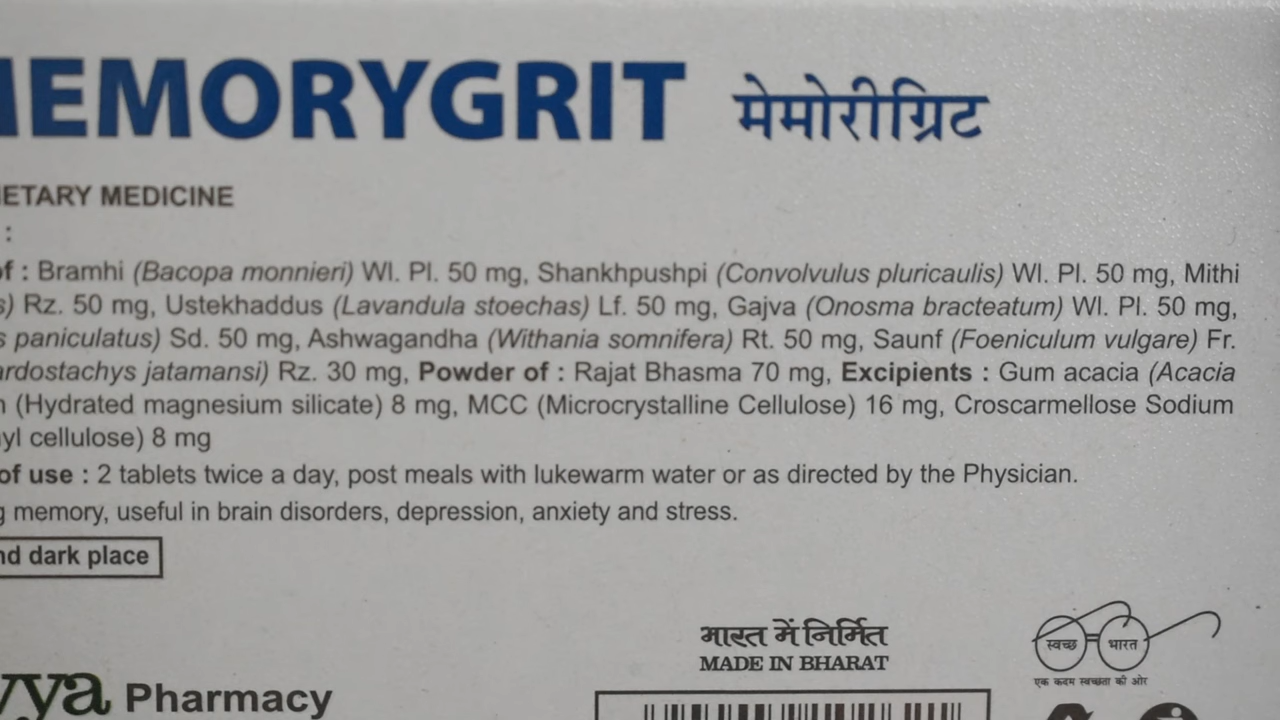 MEMORYGRIT मेमोरीग्रिट
ETARY MEDICINE
:
of : Bramhi (Bacopa monnieri) Wl. Pl. 50 mg, Shankhpushpi (Convolvulus pluricaulis) Wl. Pl. 50 mg, Mithi
s) Rz. 50 mg, Ustekhaddus (Lavandula stoechas) Lf. 50 mg, Gajva (Onosma bracteatum) Wl. Pl. 50 mg,
s paniculatus) Sd. 50 mg, Ashwagandha (Withania somnifera) Rt. 50 mg, Saunf (Foeniculum vulgare) Fr.
ardostachys jatamansi) Rz. 30 mg, Powder of : Rajat Bhasma 70 mg, Excipients : Gum acacia (Acacia
(Hydrated magnesium silicate) 8 mg, MCC (Microcrystalline Cellulose) 16 mg, Croscarmellose Sodium
yl cellulose) 8 mg
of use : 2 tablets twice a day, post meals with lukewarm water or as directed by the Physician.
g memory, useful in brain disorders, depression, anxiety and stress.
nd dark place
भारत में निर्मित
MADE IN BHARAT
स्वच्छ भारत
एक कदम स्वच्छता की ओर
vya Pharmacy